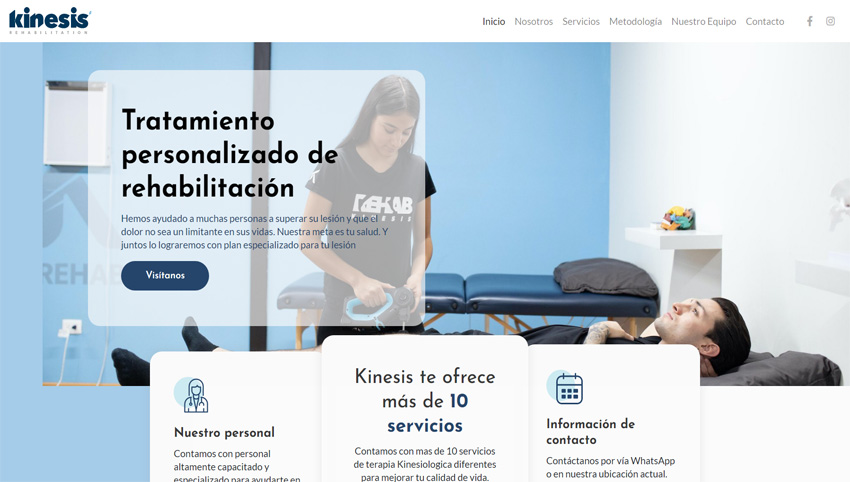 kinesis
REHABILITATION
Inicio Nosotros Servicios Metodología Nuestro Equipo Contacto
Tratamiento
personalizado de
rehabilitación
Hemos ayudado a muchas personas a superar su lesión y que el
dolor no sea un limitante en sus vidas. Nuestra meta es tu salud. Y
juntos lo lograremos con plan especializado para tu lesión
Visítanos
REHAB
KINESIS
REHAB
Nuestro personal
Contamos con personal
altamente capacitado y
especializado para ayudarte en
Kinesis te ofrece
más de 10
servicios
Contamos con mas de 10 servicios
de terapia Kinesiologica diferentes
para mejorar tu calidad de vida.
Información de
contacto
Contáctanos por vía WhatsApp
o en nuestra ubicación actual.